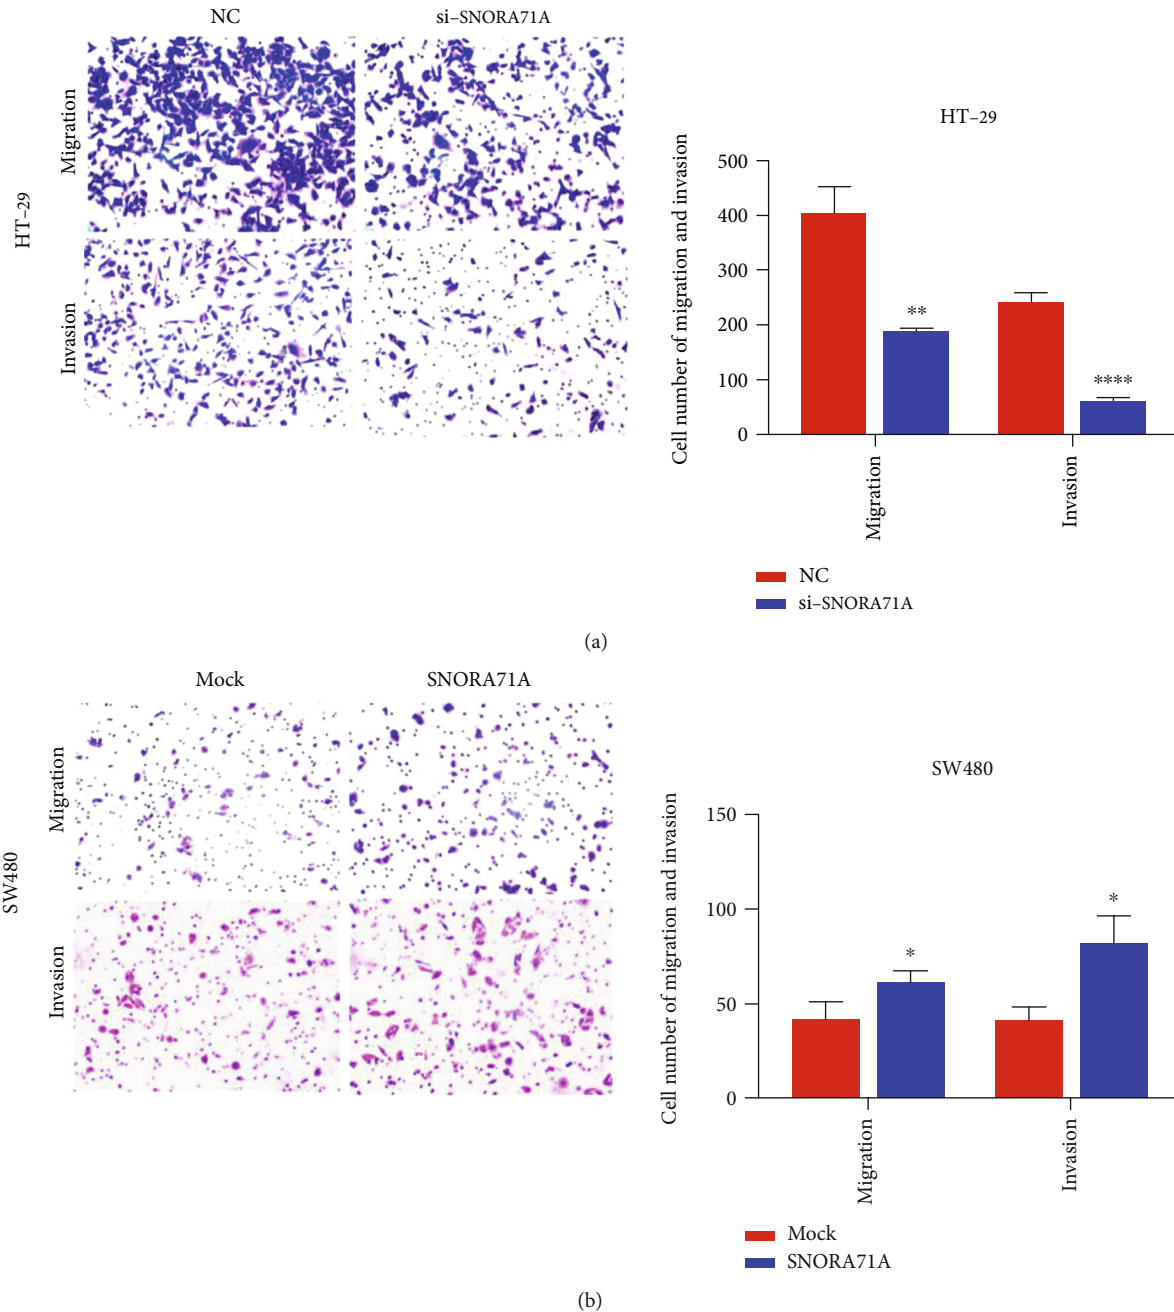 NC
si–SNORA71A
HT–29
Migration
Invasion
HT–29
Cell number of migration and invasion
500
400
300
200
100
0
**
****
Migration
Invasion
NC
si–SNORA71A
(a)
Mock
SNORA71A
SW480
Migration
Invasion
SW480
Cell number of migration and invasion
150
100
50
0
*
*
Migration
Invasion
Mock
SNORA71A
(b)